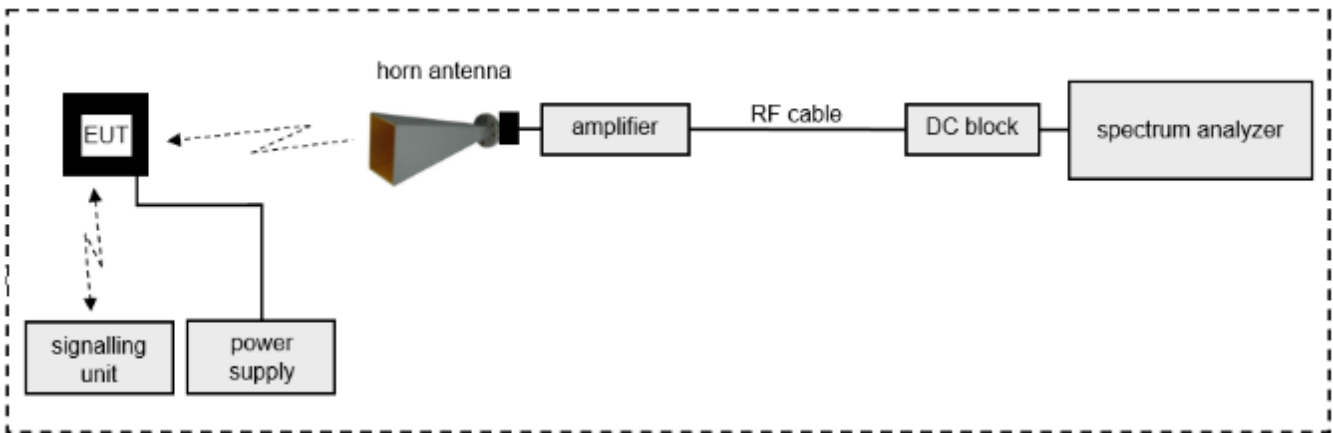 horn antenna
EUT
amplifier
RF cable
DC block
spectrum analyzer
signalling
unit
power
supply